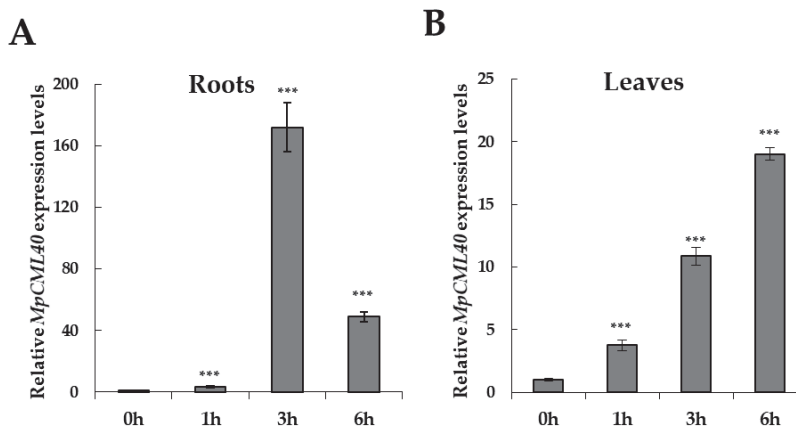 A
Roots
Relative MpCML40 expression levels
200
160
120
80
40
0
***
***
***
0h 1h 3h 6h
B
Leaves
Relative MpCML40 expression levels
25
20
15
10
5
0
***
***
***
0h 1h 3h 6h